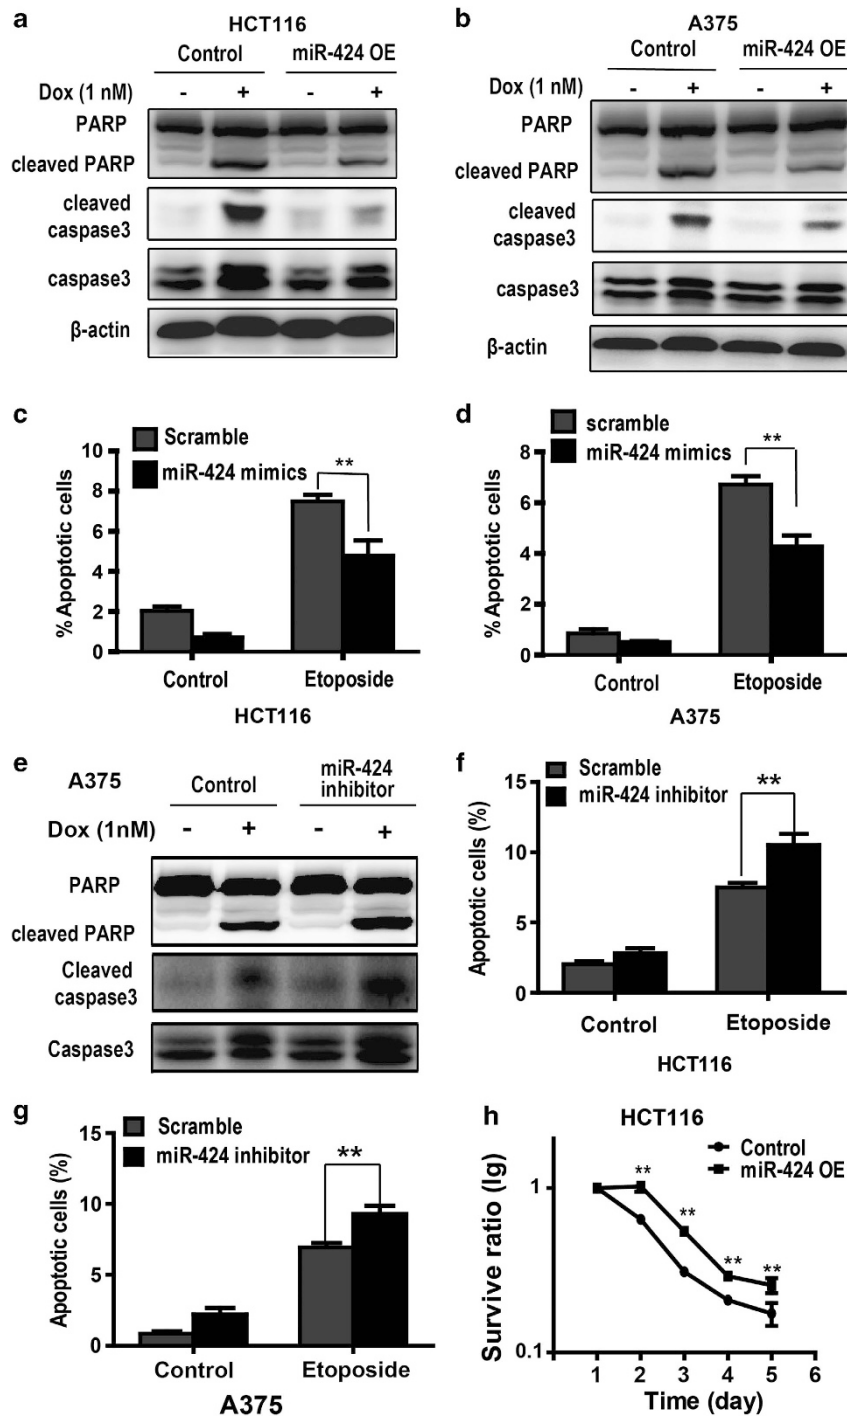 a
HCT116
Control miR-424 OE
Dox (1 nM) - + - +
PARP
cleaved PARP
cleaved
caspase3
caspase3
β-actin
b
A375
Control miR-424 OE
Dox (1 nM) - + - +
PARP
cleaved PARP
cleaved
caspase3
caspase3
β-actin
c
Scramble
miR-424 mimics
% Apoptotic cells
10
8
6
4
2
0
**
Control Etoposide
HCT116
d
scramble
miR-424 mimics
% Apoptotic cells
8
6
4
2
0
**
Control Etoposide
A375
e
A375
Control miR-424
inhibitor
Dox (1nM) - + - +
PARP
cleaved PARP
Cleaved
caspase3
Caspase3
f
Scramble
miR-424 inhibitor
Apoptotic cells (%)
15
10
5
0
**
Control Etoposide
HCT116
g
Scramble
miR-424 inhibitor
Apoptotic cells (%)
15
10
5
0
**
Control Etoposide
A375
h
HCT116
Control
miR-424 OE
Survive ratio (lg)
1
0.1
** ** ** **
1 2 3 4 5 6
Time (day)